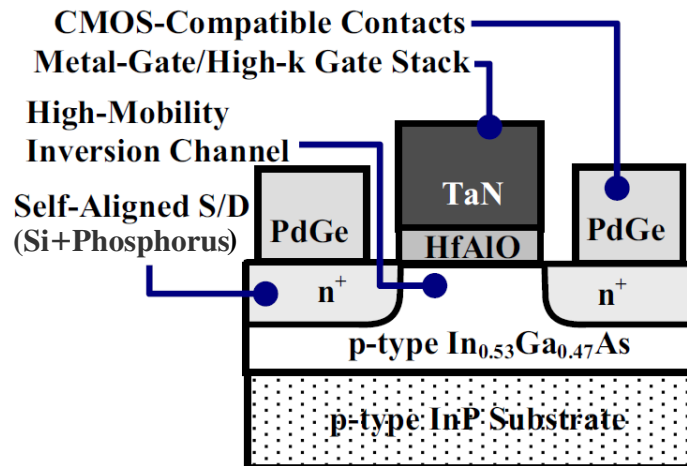 CMOS-Compatible Contacts
Metal-Gate/High-k Gate Stack
High-Mobility
Inversion Channel
Self-Aligned S/D
(Si+Phosphorus)
TaN
HfAlO
PdGe
PdGe
n⁺
n⁺
p-type In₀.₅₃Ga₀.₄₇As
p-type InP Substrate